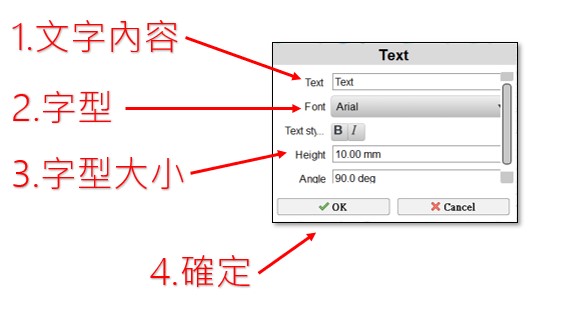 1.文字內容
Text
Text Text
2.字型
Font Arial
Text sty... B I
3.字型大小
Height 10.00 mm
Angle 90.0 deg
OK Cancel
4.確定